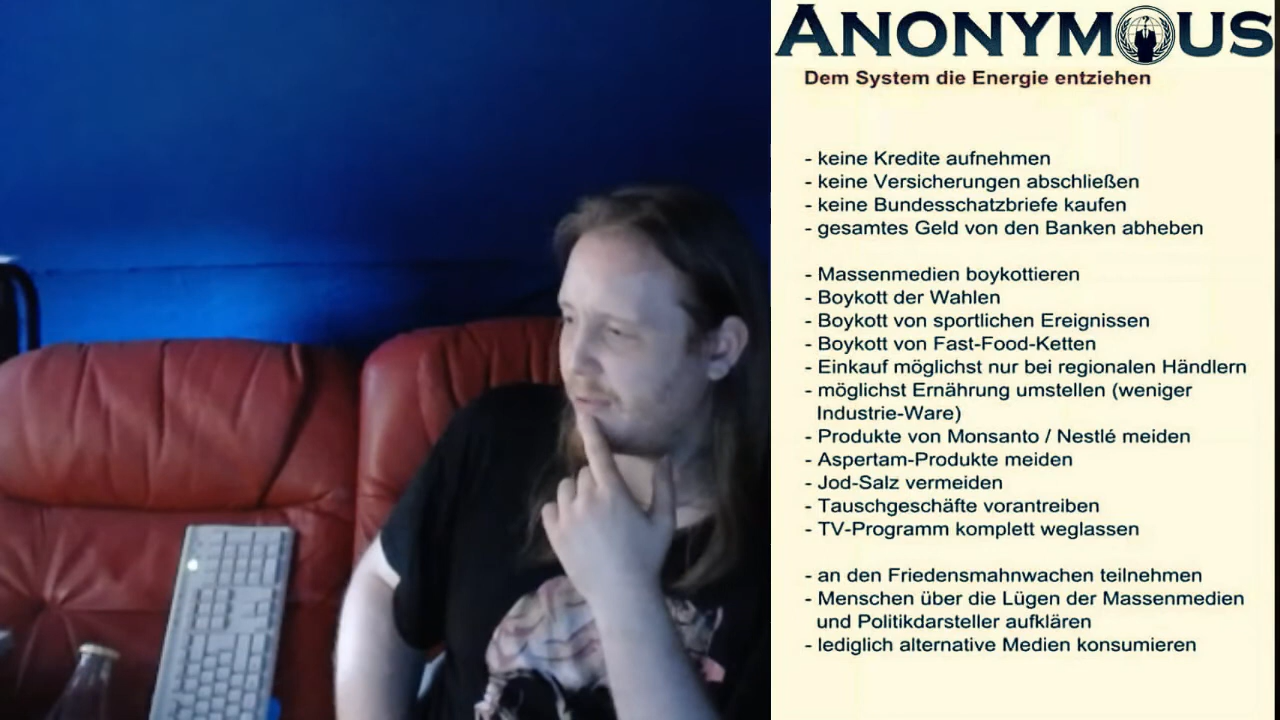 ANONYMOUS
Dem System die Energie entziehen
- keine Kredite aufnehmen
- keine Versicherungen abschließen
- keine Bundesschatzbriefe kaufen
- gesamtes Geld von den Banken abheben
- Massenmedien boykottieren
- Boykott der Wahlen
- Boykott von sportlichen Ereignissen
- Boykott von Fast-Food-Ketten
- Einkauf möglichst nur bei regionalen Händlern
- möglichst Ernährung umstellen (weniger
Industrie-Ware)
- Produkte von Monsanto / Nestlé meiden
- Aspertam-Produkte meiden
- Jod-Salz vermeiden
- Tauschgeschäfte vorantreiben
- TV-Programm komplett weglassen
- an den Friedensmahnwachen teilnehmen
- Menschen über die Lügen der Massenmedien
und Politikdarsteller aufklären
- lediglich alternative Medien konsumieren